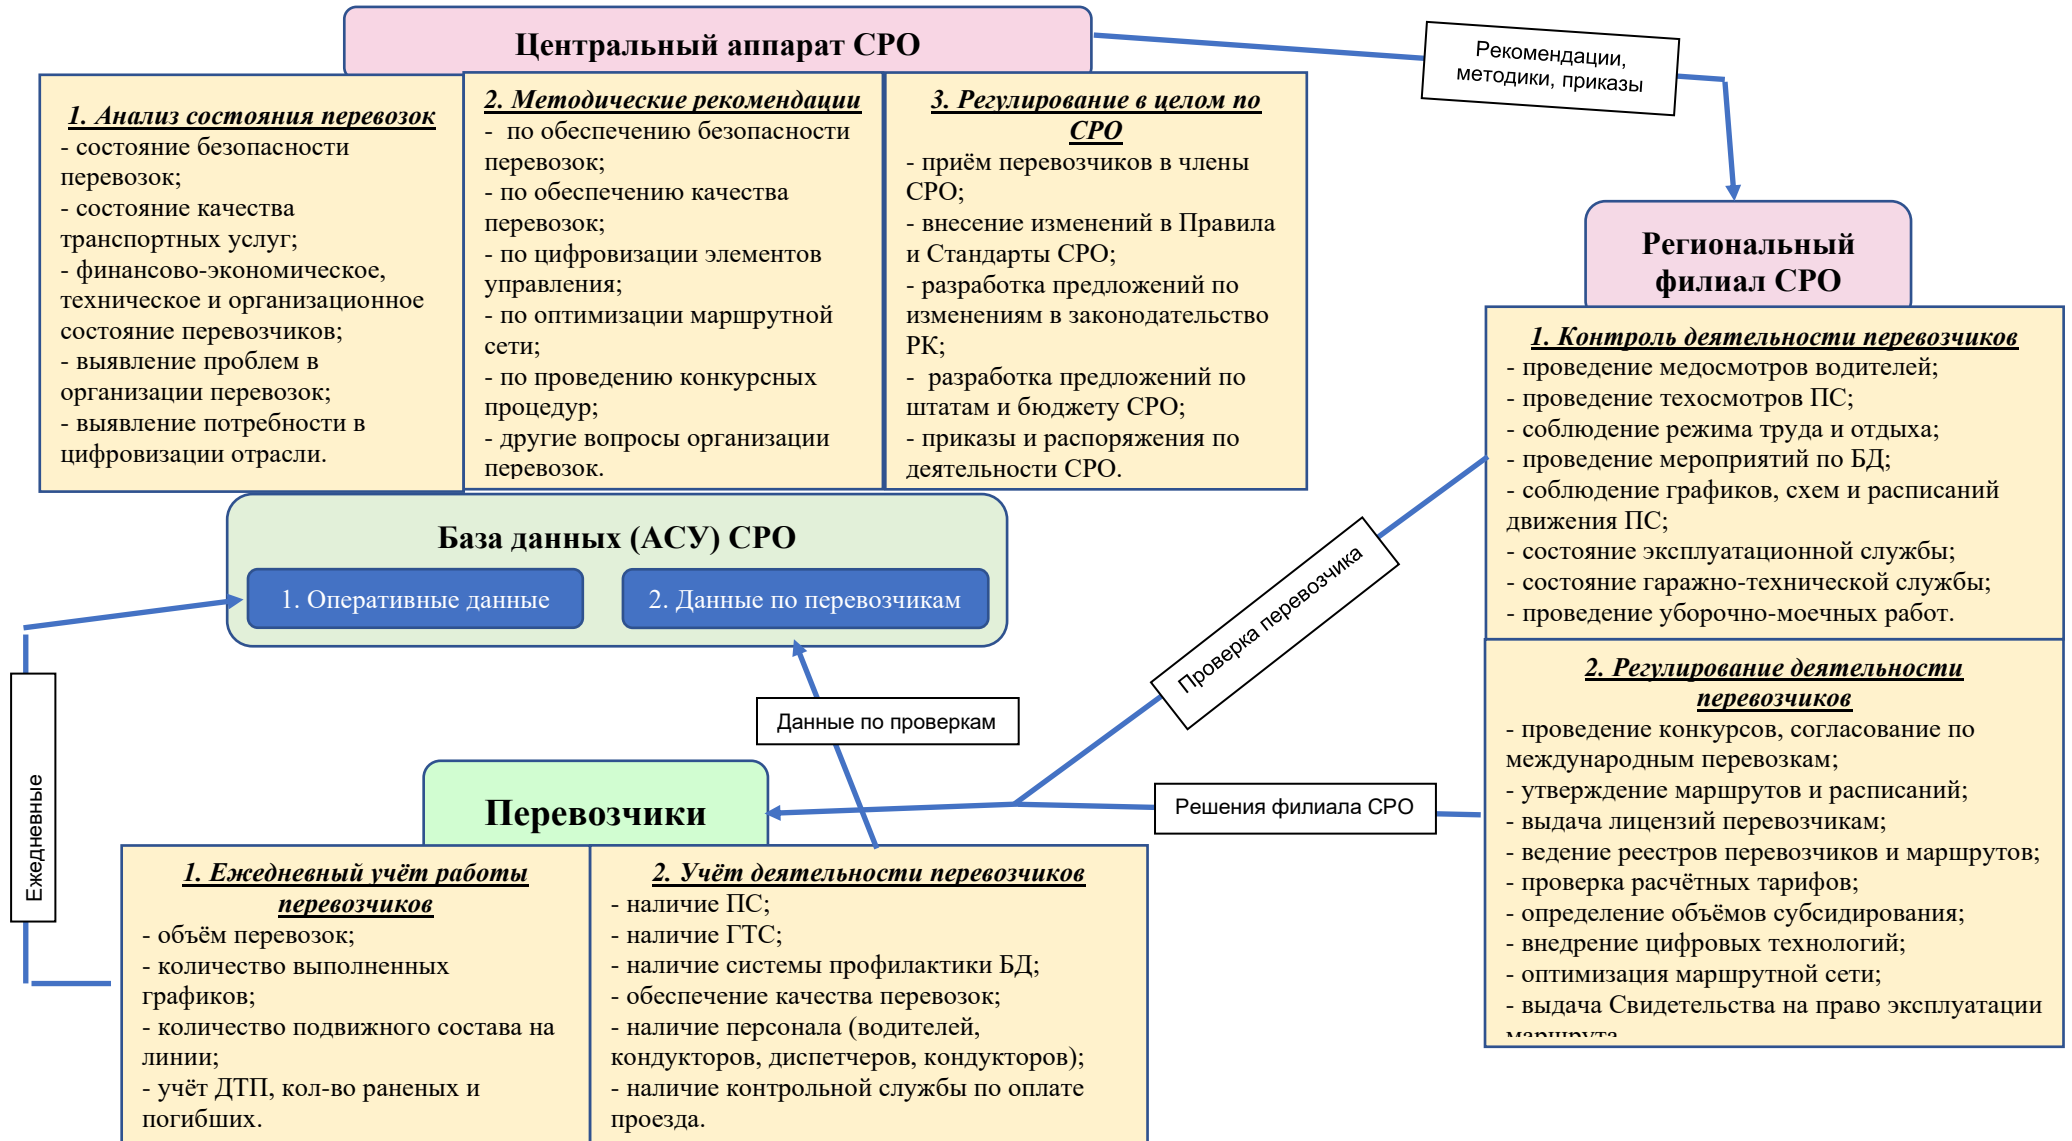 Центральный аппарат СРО
Рекомендации,
методики, приказы
1. Анализ состояния перевозок
- состояние безопасности
перевозок;
- состояние качества
транспортных услуг;
- финансово-экономическое,
техническое и организационное
состояние перевозчиков;
- выявление проблем в
организации перевозок;
- выявление потребности в
цифровизации отрасли.
2. Методические рекомендации
- по обеспечению безопасности
перевозок;
- по обеспечению качества
перевозок;
- по цифровизации элементов
управления;
- по оптимизации маршрутной
сети;
- по проведению конкурсных
процедур;
- другие вопросы организации
перевозок.
3. Регулирование в целом по
СРО
- приём перевозчиков в члены
СРО;
- внесение изменений в Правила
и Стандарты СРО;
- разработка предложений по
изменениям в законодательство
РК;
- разработка предложений по
штатам и бюджету СРО;
- приказы и распоряжения по
деятельности СРО.
Региональный
филиал СРО
1. Контроль деятельности перевозчиков
- проведение медосмотров водителей;
- проведение техосмотров ПС;
- соблюдение режима труда и отдыха;
- проведение мероприятий по БД;
- соблюдение графиков, схем и расписаний
движения ПС;
- состояние эксплуатационной службы;
- состояние гаражно-технической службы;
- проведение уборочно-моечных работ.
2. Регулирование деятельности
перевозчиков
- проведение конкурсов, согласование по
международным перевозкам;
- утверждение маршрутов и расписаний;
- выдача лицензий перевозчикам;
- ведение реестров перевозчиков и маршрутов;
- проверка расчётных тарифов;
- определение объёмов субсидирования;
- внедрение цифровых технологий;
- оптимизация маршрутной сети;
- выдача Свидетельства на право эксплуатации
маршрута
База данных (АСУ) СРО
1. Оперативные данные
2. Данные по перевозчикам
Проверка перевозчика
Данные по проверкам
Решения филиала СРО
Ежедневные
Перевозчики
1. Ежедневный учёт работы
перевозчиков
- объём перевозок;
- количество выполненных
графиков;
- количество подвижного состава на
линии;
- учёт ДТП, кол-во раненых и
погибших.
2. Учёт деятельности перевозчиков
- наличие ПС;
- наличие ГТС;
- наличие системы профилактики БД;
- обеспечение качества перевозок;
- наличие персонала (водителей,
кондукторов, диспетчеров, кондукторов);
- наличие контрольной службы по оплате
проезда.